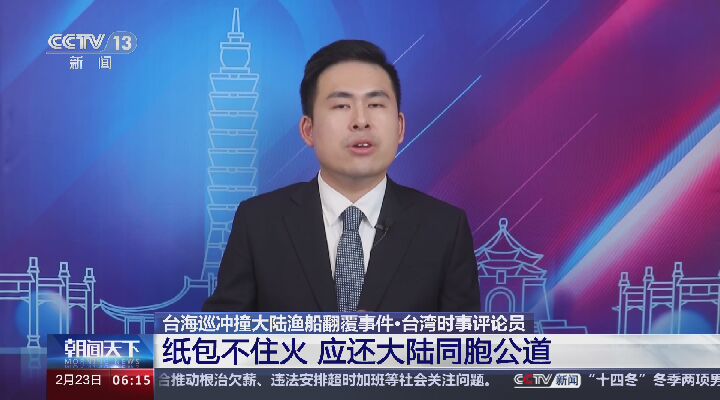 CCTV 13
新闻
台海巡冲撞大陆渔船翻覆事件·台湾时事评论员
朝闻天下
MORNING NEWS
纸包不住火 应还大陆同胞公道
2月23日 06:15 合推动根治欠薪、违法安排超时加班等社会关注问题。 CCTV 新闻 “十四冬”冬季两项男